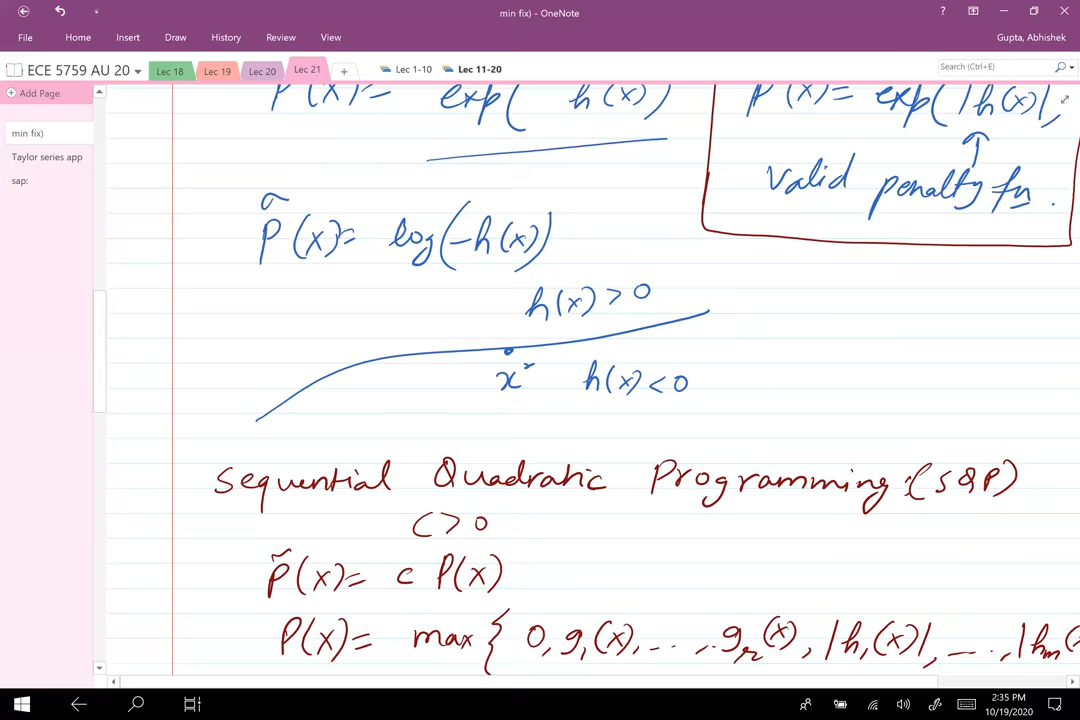 min fix) - OneNote
Gupta, Abhishek
File Home Insert Draw History Review View
ECE 5759 AU 20 Lec 18 Lec 19 Lec 20 Lec 21 + Lec 1-10 Lec 11-20 Search (Ctrl+E)
Add Page
min fix)
Taylor series app
sap:
P(x)= exp( h(x))
P(x)= exp(|h(x)|,
Valid penalty fn.
P̃(x)= log(-h(x))
h(x) > 0
x* h(x) < 0
Sequential Quadratic Programming: (SQP)
C > 0
P̃(x)= c P(x)
P(x)= max { 0, g₁(x), ..., gᵣ(x), |h₁(x)|, ..., |hₘ(x)
2:35 PM
10/19/2020